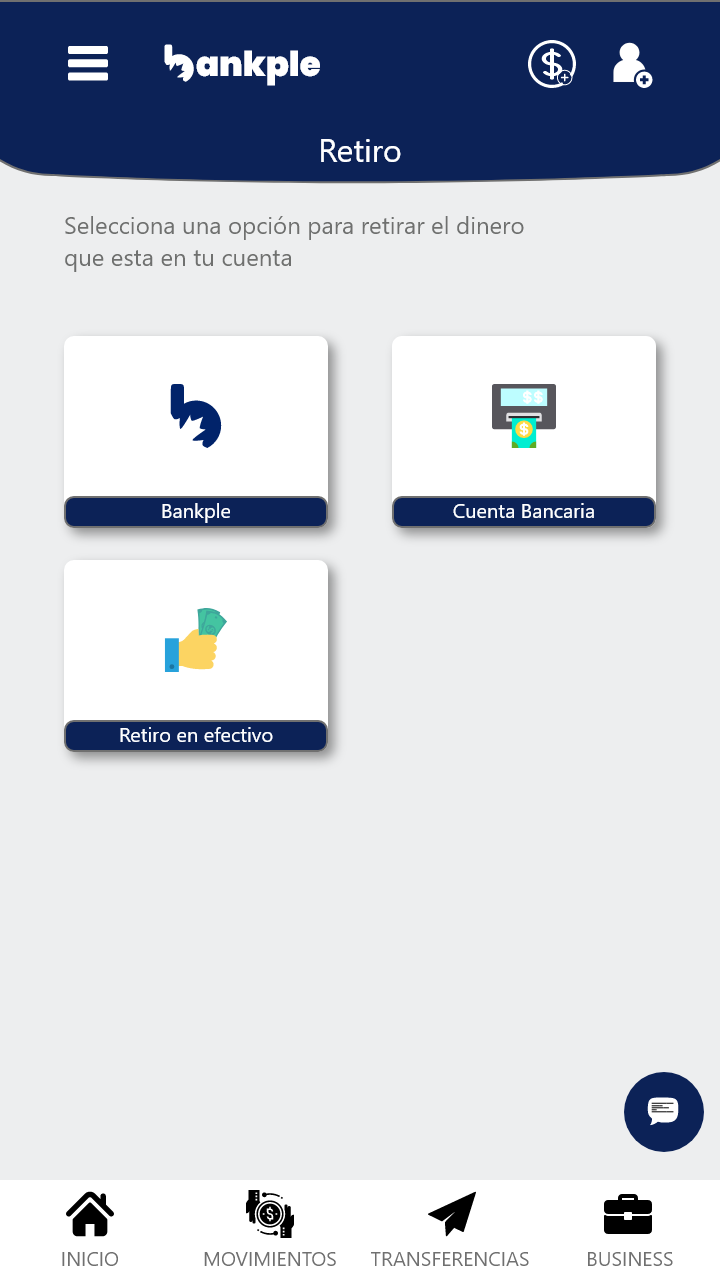 bankple
Retiro
Selecciona una opción para retirar el dinero
que esta en tu cuenta
$$
$
Bankple
Cuenta Bancaria
Retiro en efectivo
INICIO
MOVIMIENTOS
TRANSFERENCIAS
BUSINESS